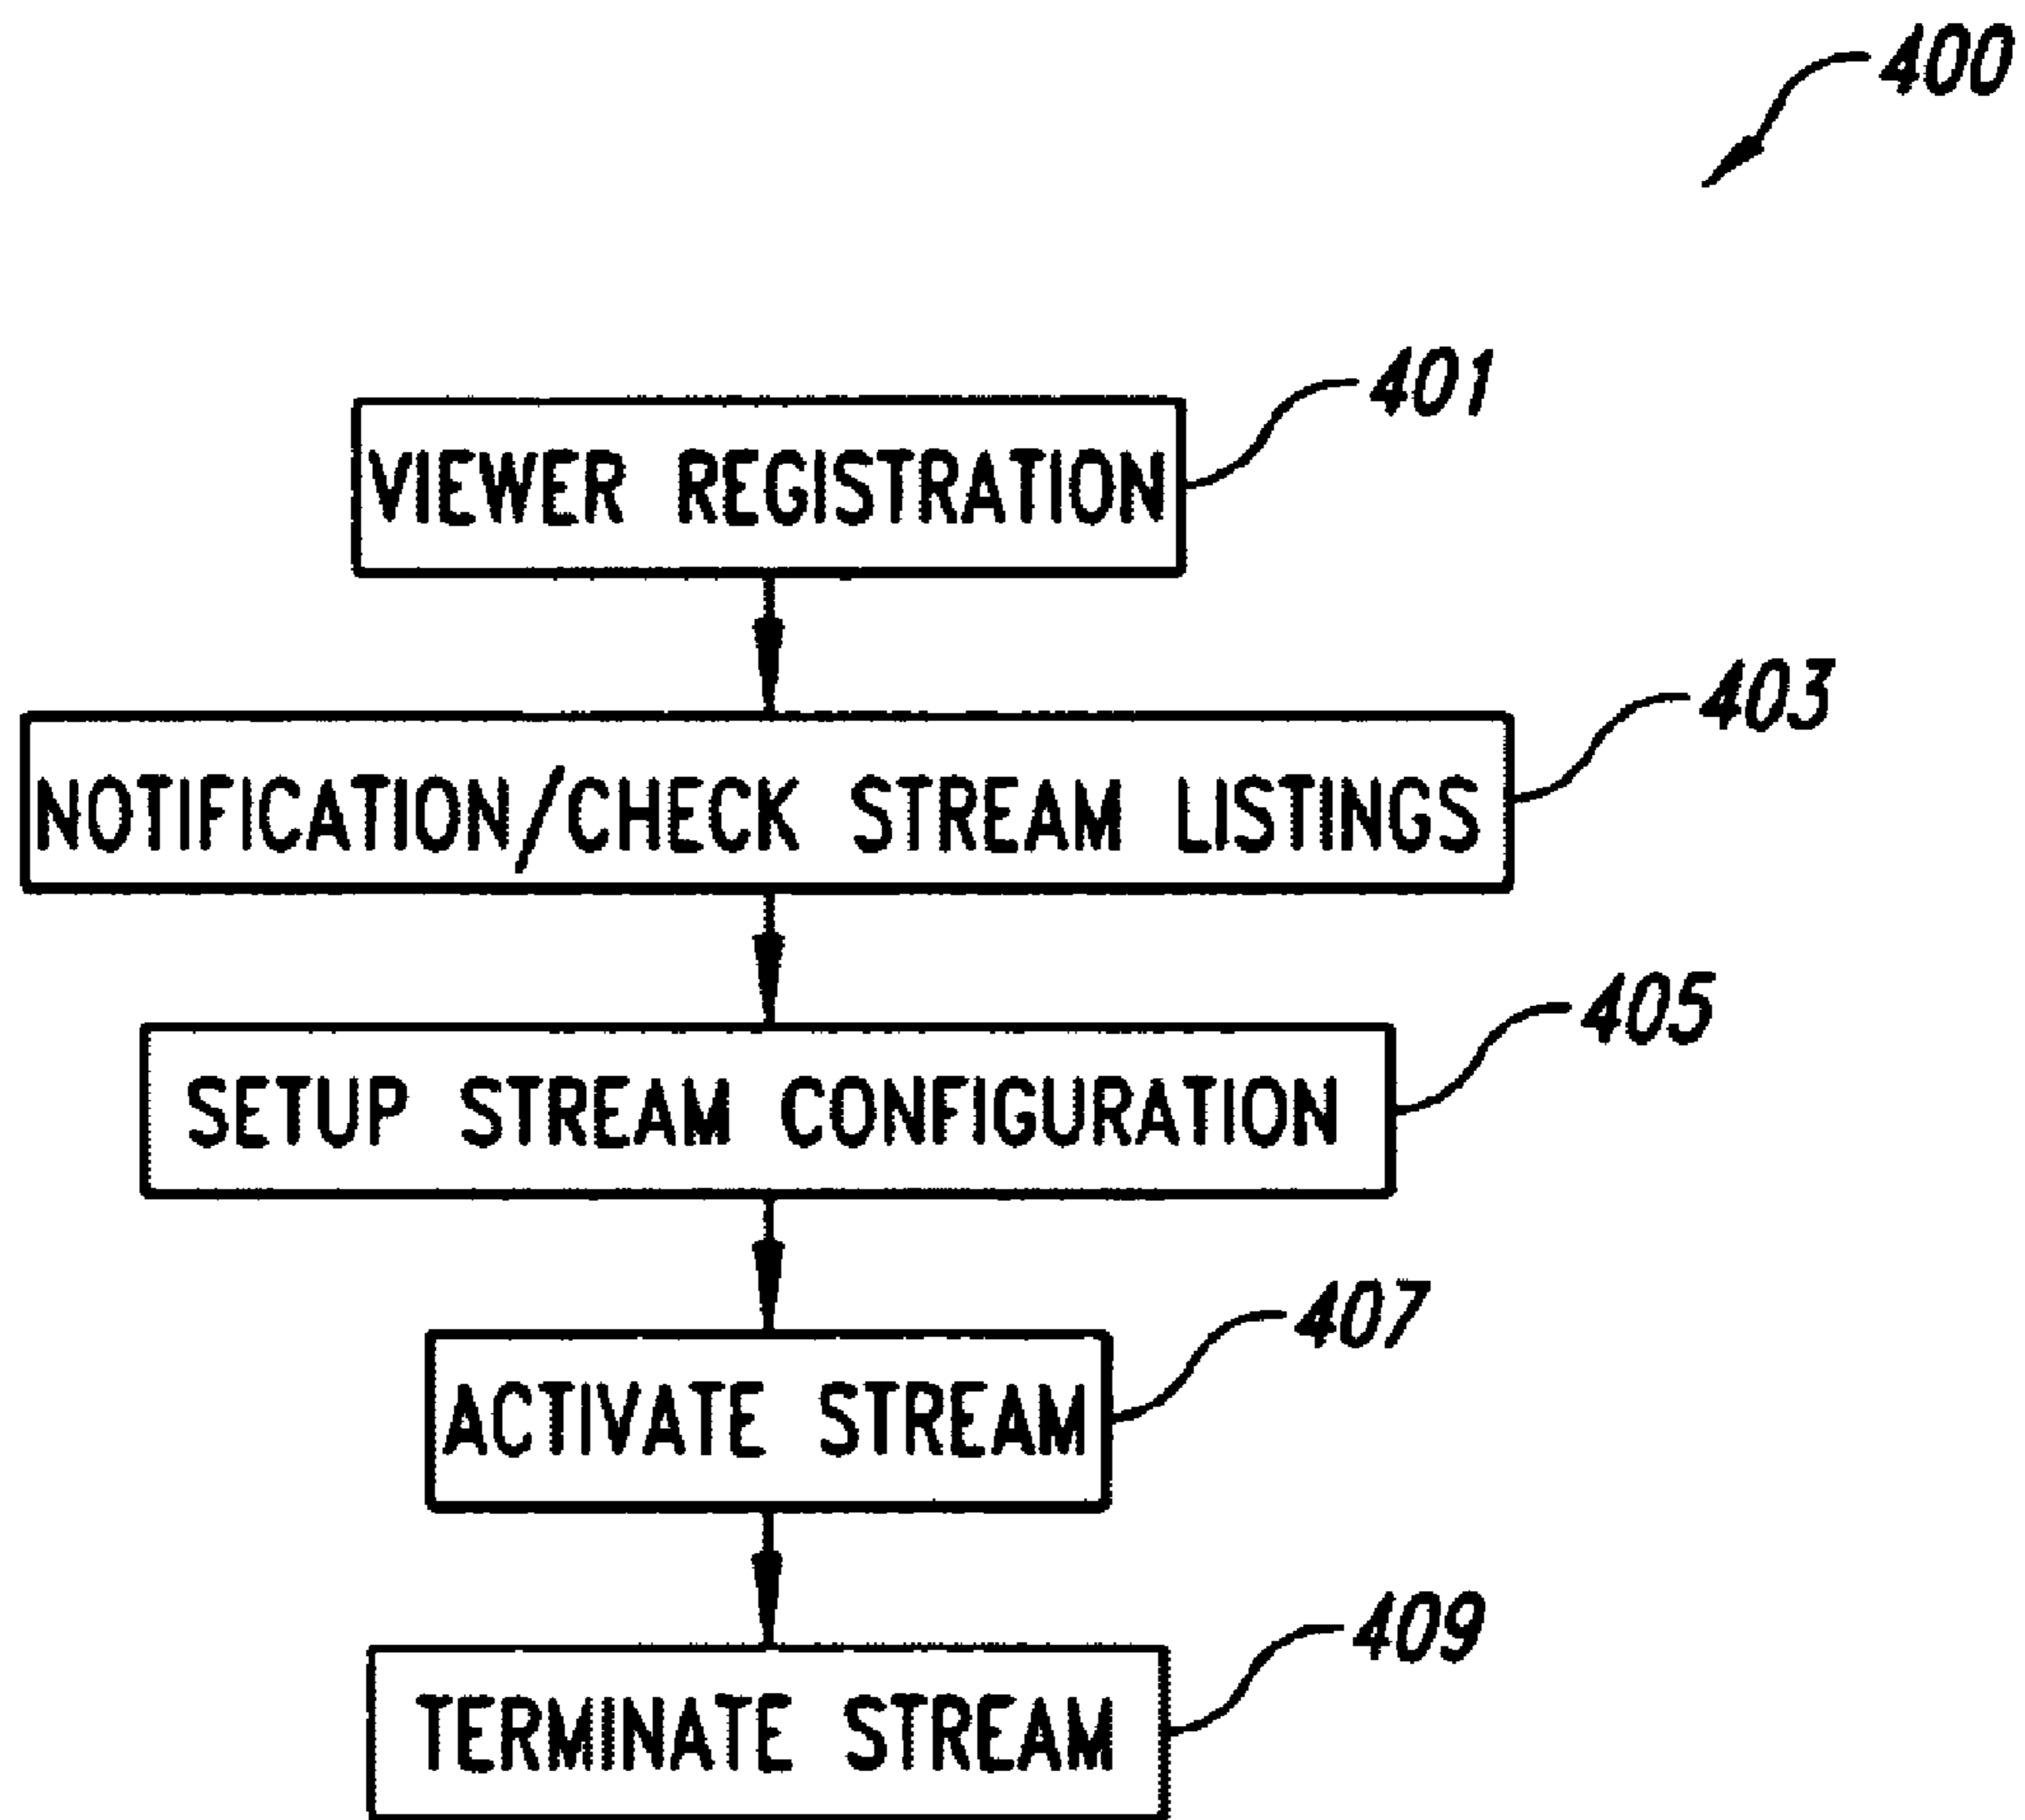 400
VIEWER REGISTRATION
401
NOTIFICATION/CHECK STREAM LISTINGS
403
SETUP STREAM CONFIGURATION
405
ACTIVATE STREAM
407
TERMINATE STREAM
409